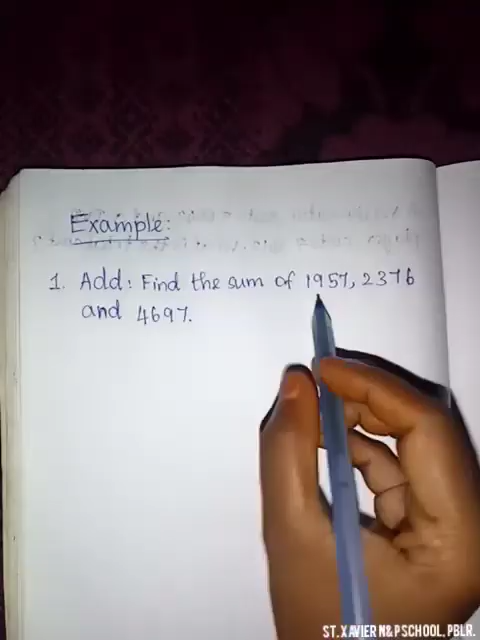 Example:
1. Add: Find the sum of 1957, 2376
and 4697.
ST.XAVIER N&P SCHOOL, PBLR.